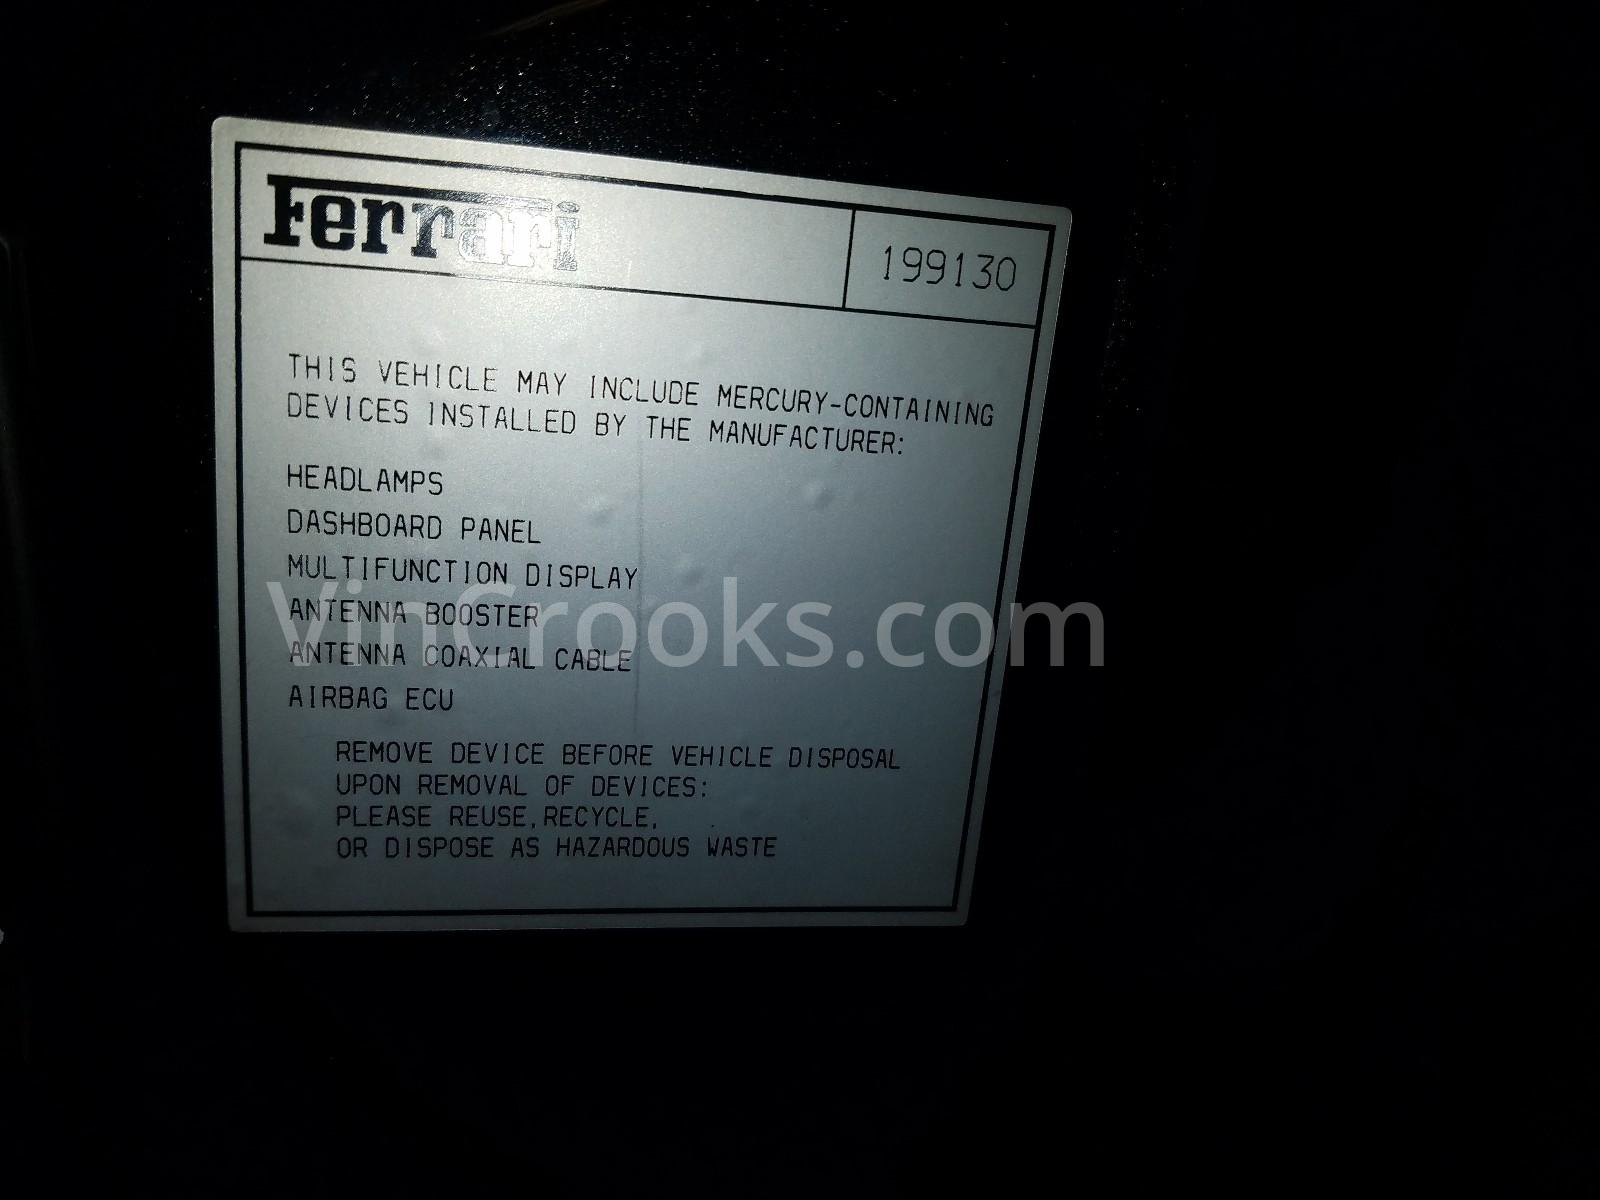 Ferrari
199130
THIS VEHICLE MAY INCLUDE MERCURY-CONTAINING
DEVICES INSTALLED BY THE MANUFACTURER:
HEADLAMPS
DASHBOARD PANEL
MULTIFUNCTION DISPLAY
ANTENNA BOOSTER
VinCrooks.com
ANTENNA COAXIAL CABLE
AIRBAG ECU
REMOVE DEVICE BEFORE VEHICLE DISPOSAL
UPON REMOVAL OF DEVICES:
PLEASE REUSE, RECYCLE,
OR DISPOSE AS HAZARDOUS WASTE